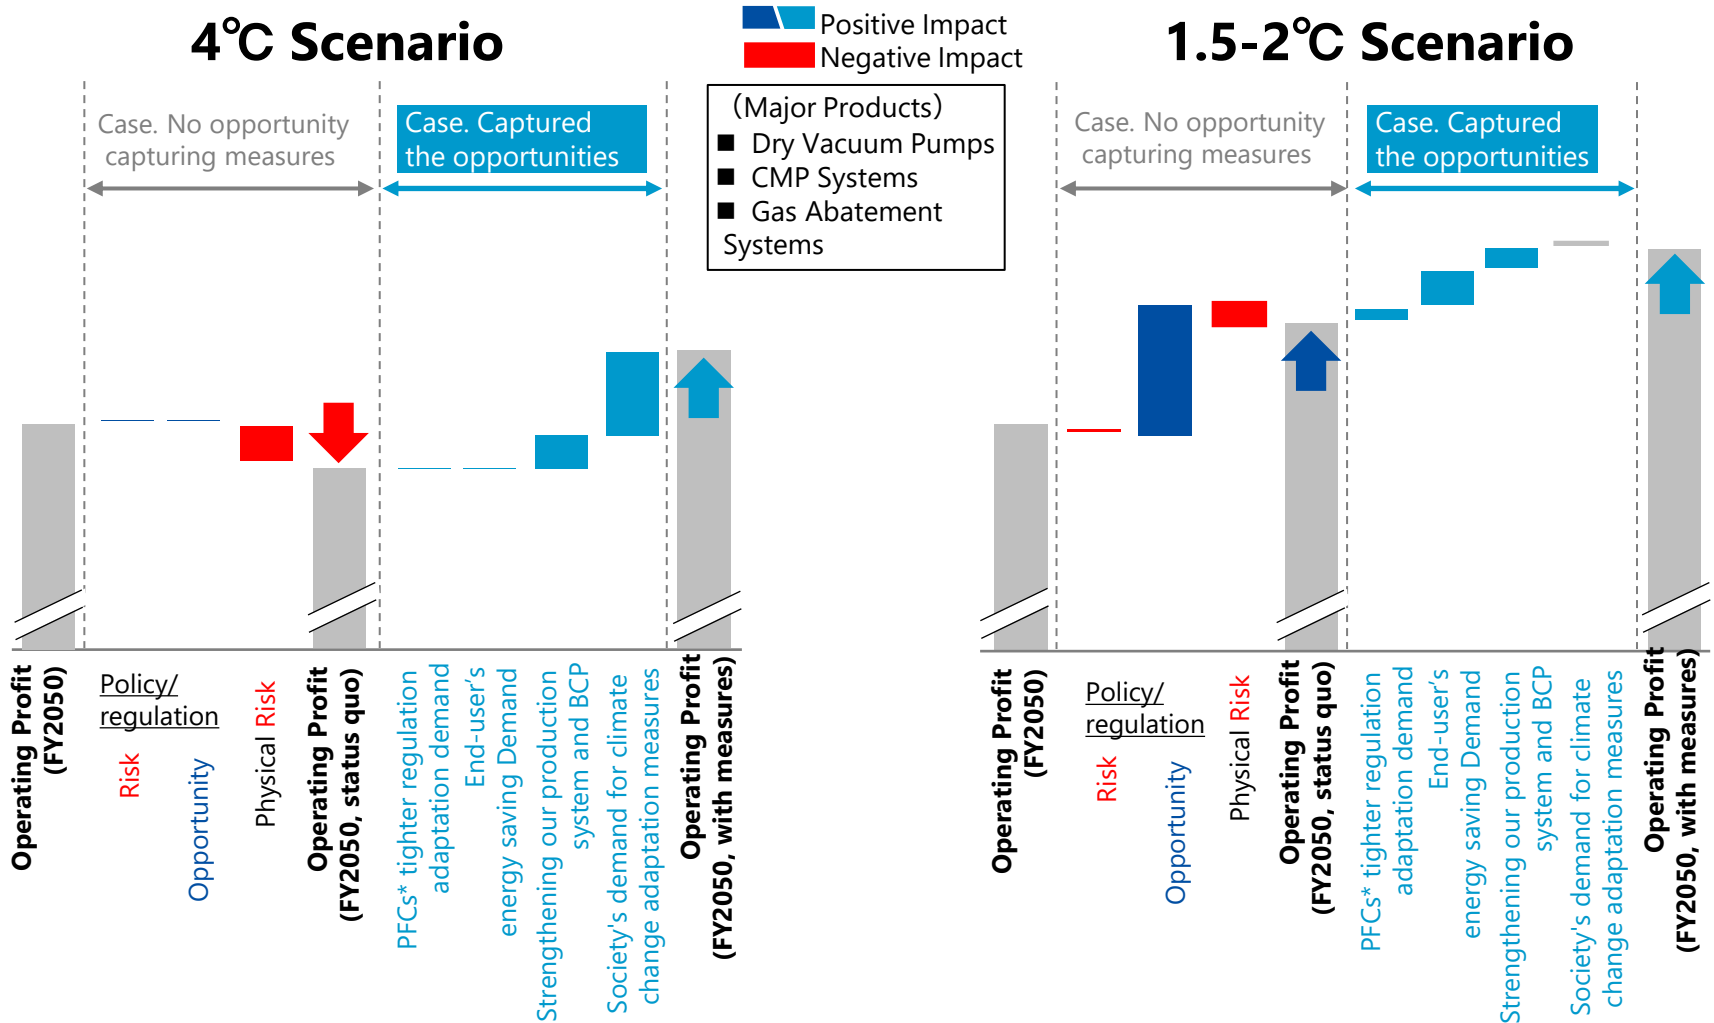 4℃ Scenario
Positive Impact
Negative Impact
1.5-2℃ Scenario
(Major Products)
■ Dry Vacuum Pumps
■ CMP Systems
■ Gas Abatement
Systems
Case. No opportunity
capturing measures
Case. Captured
the opportunities
Operating Profit
(FY2050)
Policy/
regulation
Risk
Opportunity
Physical Risk
Operating Profit
(FY2050, status quo)
PFCs* tighter regulation
adaptation demand
End-user's
energy saving Demand
Strengthening our production
system and BCP
Society's demand for climate
change adaptation measures
Operating Profit
(FY2050, with measures)
Case. No opportunity
capturing measures
Case. Captured
the opportunities
Operating Profit
(FY2050)
Policy/
regulation
Risk
Opportunity
Physical Risk
Operating Profit
(FY2050, status quo)
PFCs* tighter regulation
adaptation demand
End-user's
energy saving Demand
Strengthening our production
system and BCP
Society's demand for climate
change adaptation measures
Operating Profit
(FY2050, with measures)